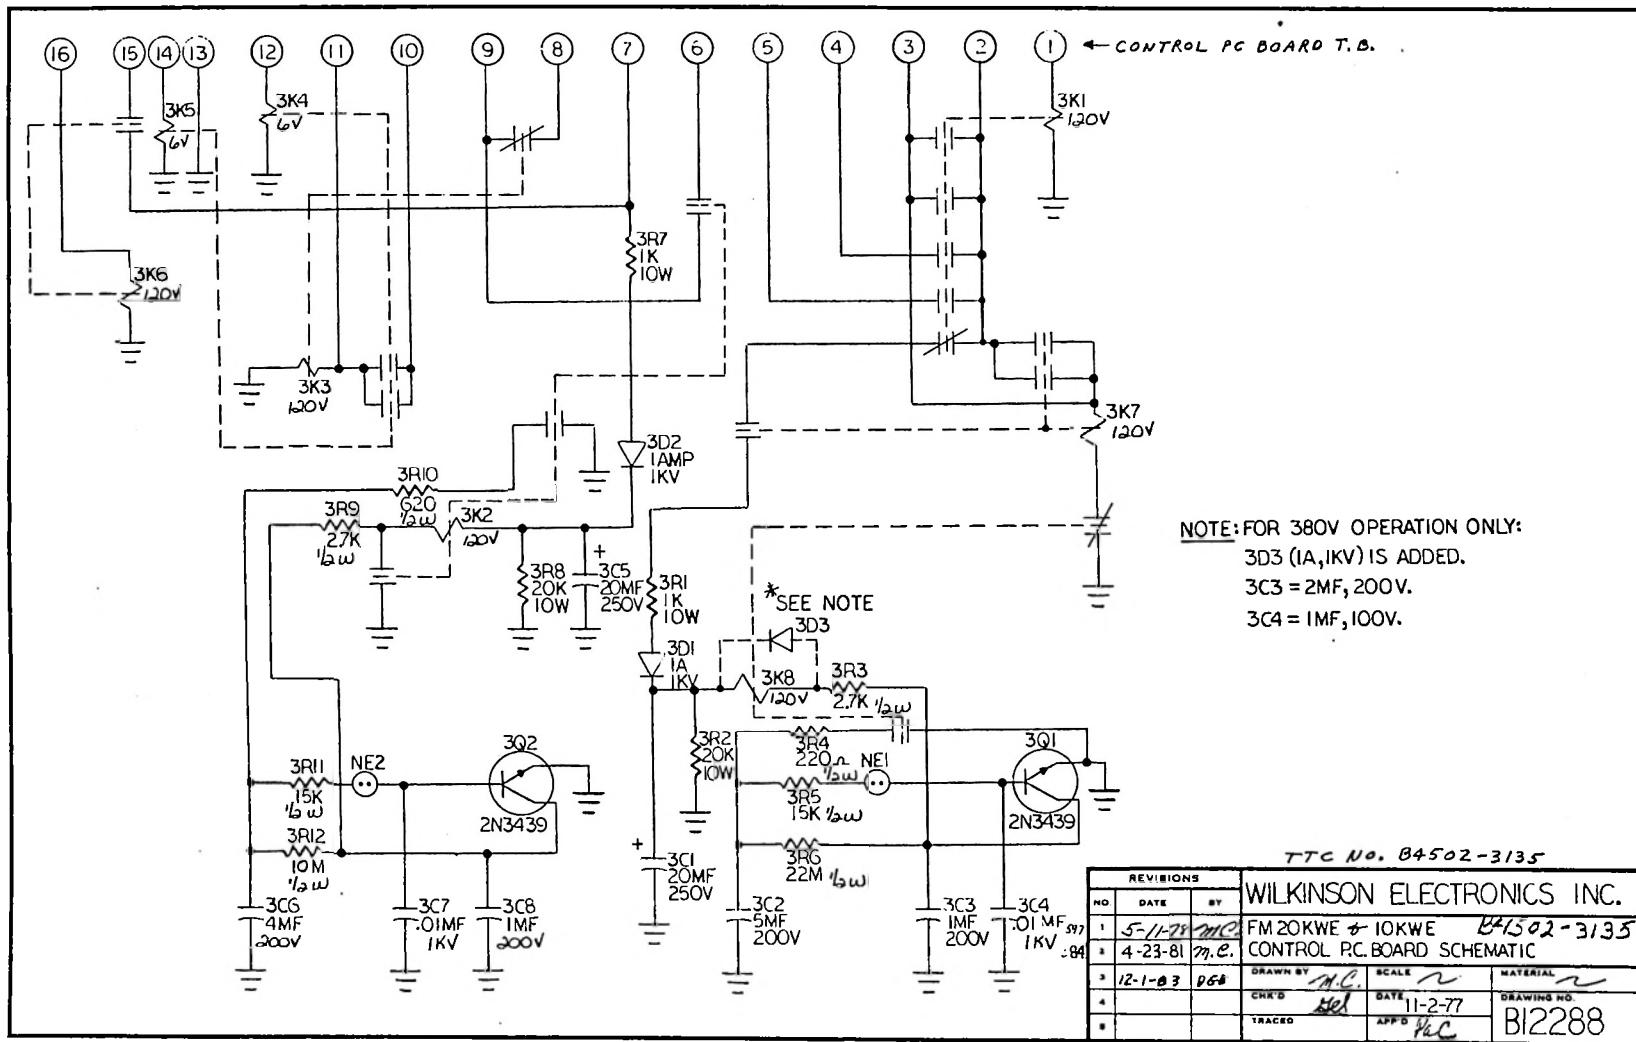 16 15 14 13 12 11 10 9 8 7 6 5 4 3 2 1 ← CONTROL PC BOARD T.B.
3K5
6V
3K4
6V
3K1
120V
3R7
1K
10W
3K6
120V
3K3
120V
3K7
120V
3D2
1AMP
1KV
3R10
620
1/2W
3R9
2.7K
1/2W
3K2
120V
3R8
20K
10W
+
3C5
20MF
250V
3R1
1K
10W
NOTE: FOR 380V OPERATION ONLY:
3D3 (1A,1KV) IS ADDED.
3C3 = 2MF, 200V.
3C4 = 1MF, 100V.
*SEE NOTE
3D3
3D1
1A
1KV
3K8
120V
3R3
2.7K 1/2W
3R2
20K
10W
3R4
220Ω
1/2W
NE1
3Q1
2N3439
3R5
15K 1/2W
3R6
22M 1/2W
3Q2
2N3439
NE2
3R11
15K
1/2W
3R12
10M
1/2W
3C6
4MF
200V
3C7
.01MF
1KV
3C8
1MF
200V
+
3C1
20MF
250V
3C2
5MF
200V
3C3
1MF
200V
3C4
.01MF
1KV
TTC NO. 84502-3135
REVISIONS
NO. DATE BY
1 5-11-79 M.C.
2 4-23-81 M.C.
3 12-1-83
4
5
WILKINSON ELECTRONICS INC.
FM 20KWE & 10KWE
CONTROL P.C. BOARD SCHEMATIC
DRAWN BY M.C. SCALE ~ MATERIAL ~
CHK'D DATE 11-2-77 DRAWING NO.
TRACED APP'D B12288